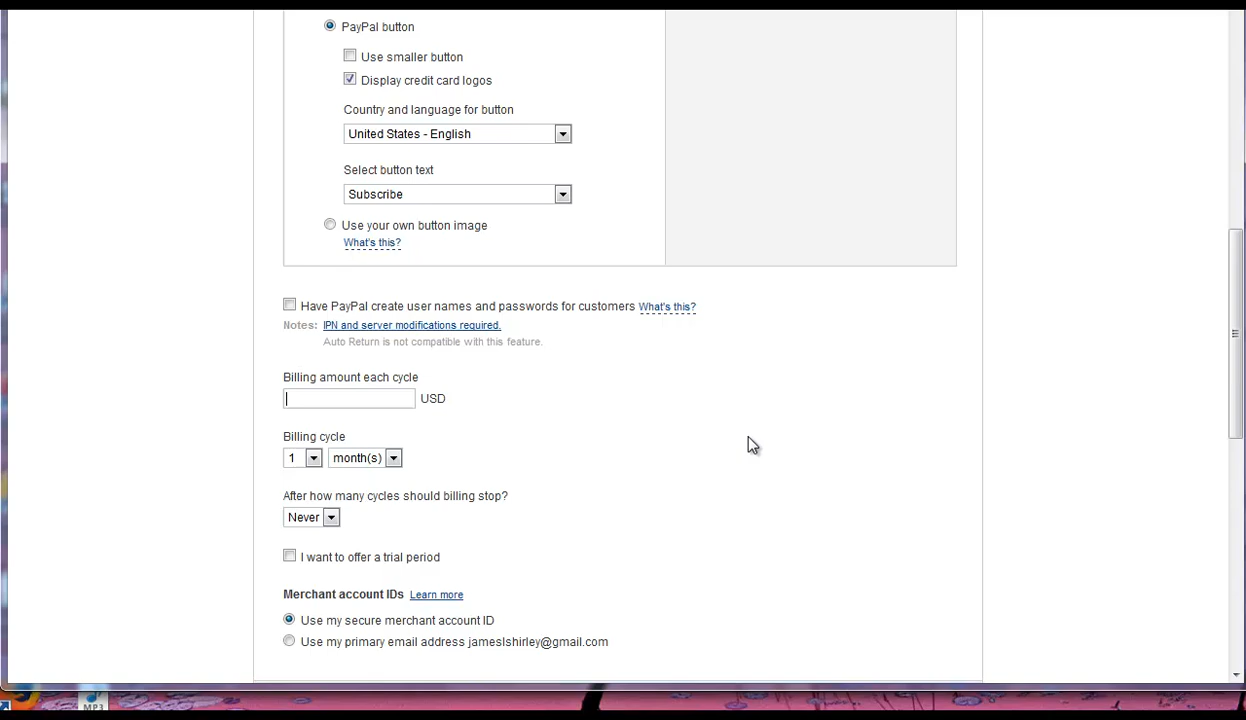 PayPal button
Use smaller button
Display credit card logos
Country and language for button
United States - English
Select button text
Subscribe
Use your own button image
What's this?
Have PayPal create user names and passwords for customers What's this?
Notes: IPN and server modifications required.
Auto Return is not compatible with this feature.
Billing amount each cycle
USD
Billing cycle
1 month(s)
After how many cycles should billing stop?
Never
I want to offer a trial period
Merchant account IDs Learn more
Use my secure merchant account ID
Use my primary email address jameslshirley@gmail.com
MP3